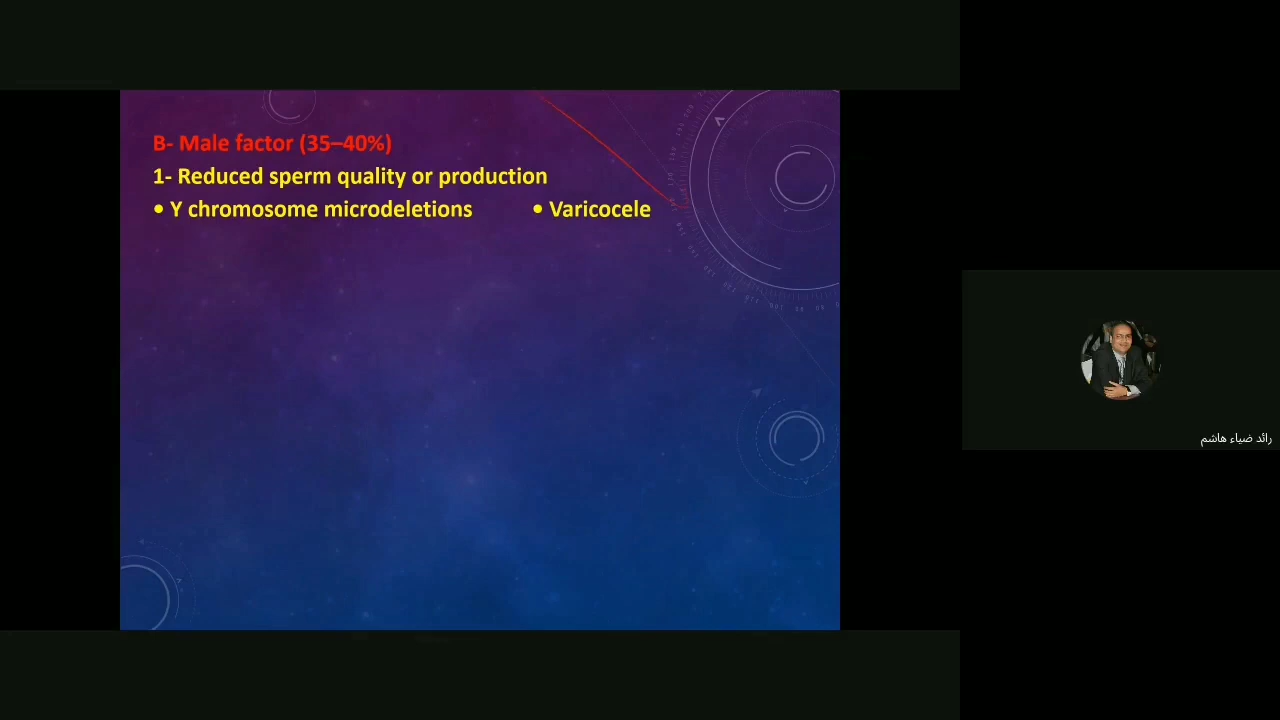 B- Male factor (35–40%)
1- Reduced sperm quality or production
• Y chromosome microdeletions • Varicocele
رائد ضياء هاشم